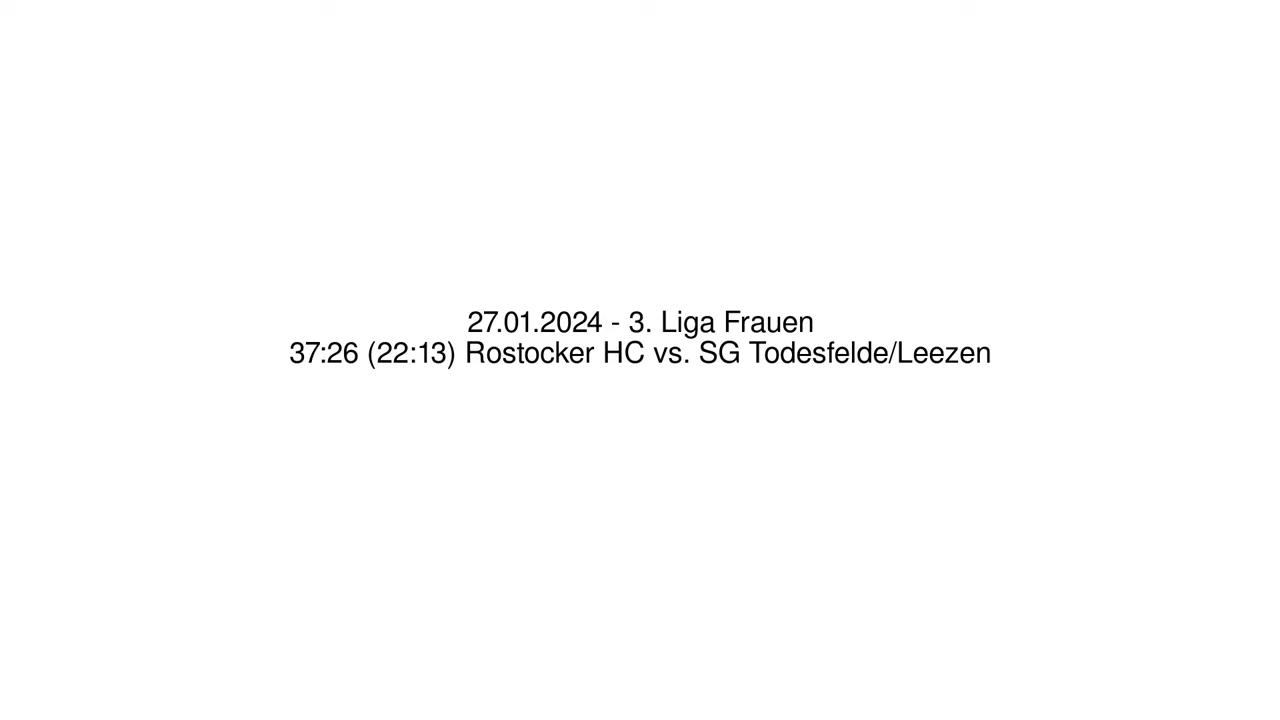 27.01.2024 - 3. Liga Frauen
37:26 (22:13) Rostocker HC vs. SG Todesfelde/Leezen